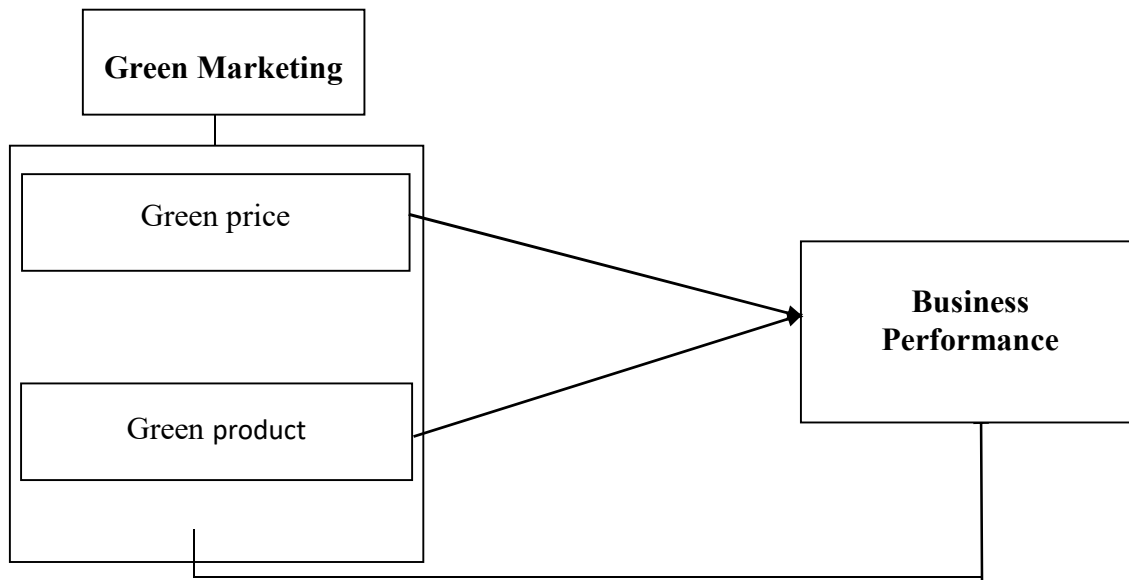 Green Marketing
Green price
Green product
Business
Performance